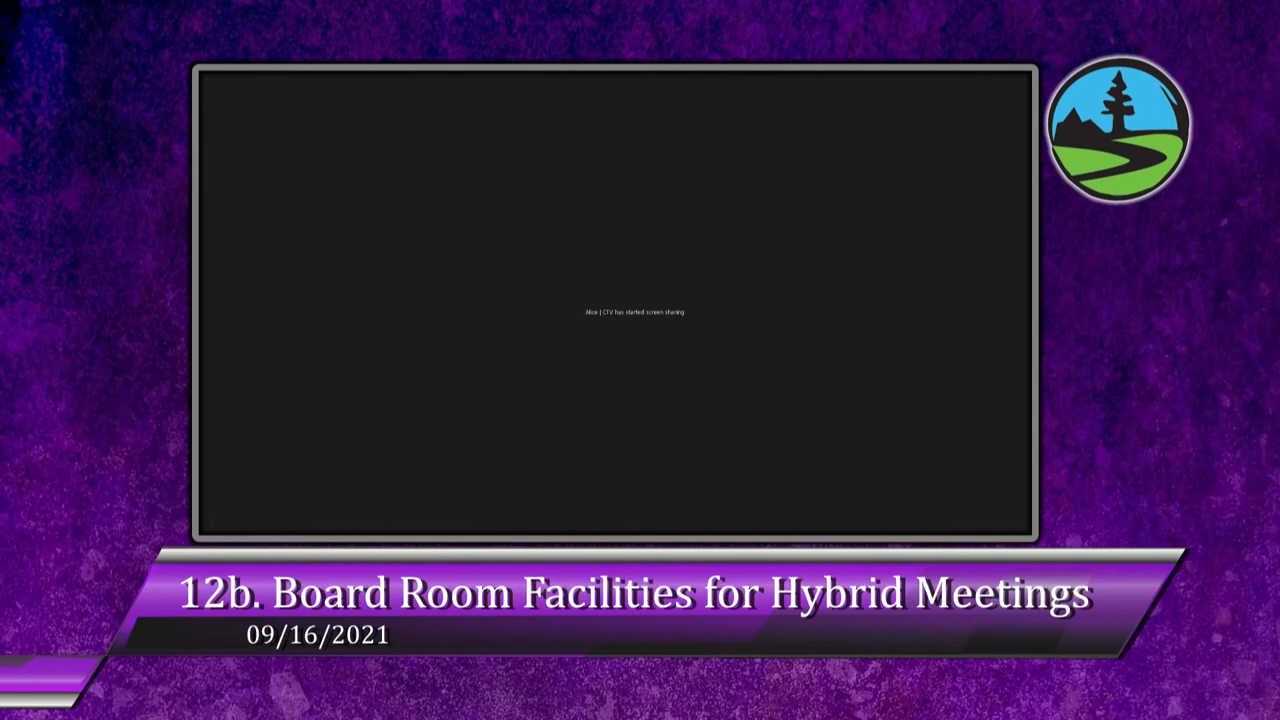 Alice | CTV has started screen sharing
12b. Board Room Facilities for Hybrid Meetings
09/16/2021